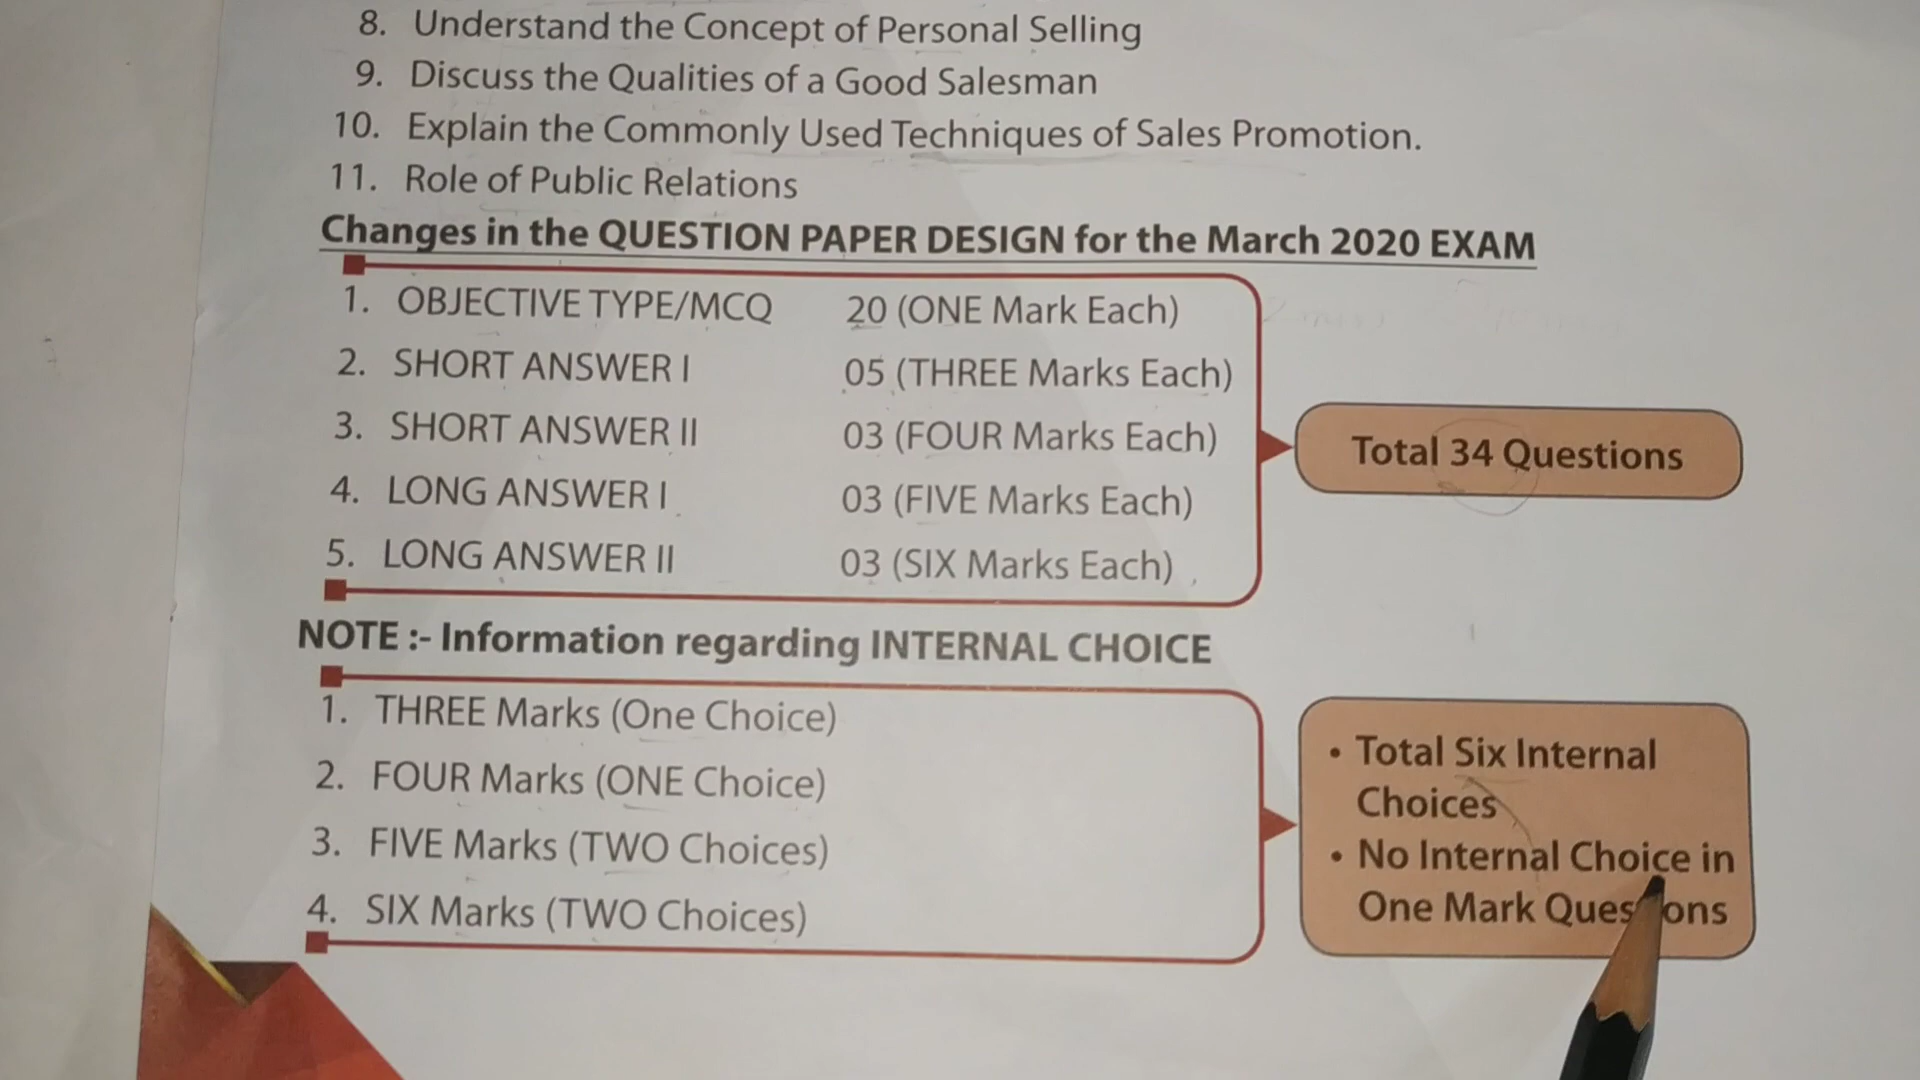 8. Understand the Concept of Personal Selling
9. Discuss the Qualities of a Good Salesman
10. Explain the Commonly Used Techniques of Sales Promotion.
11. Role of Public Relations
Changes in the QUESTION PAPER DESIGN for the March 2020 EXAM
1. OBJECTIVE TYPE/MCQ 20 (ONE Mark Each)
2. SHORT ANSWER I 05 (THREE Marks Each)
3. SHORT ANSWER II 03 (FOUR Marks Each)
4. LONG ANSWER I 03 (FIVE Marks Each)
5. LONG ANSWER II 03 (SIX Marks Each)
Total 34 Questions
NOTE :- Information regarding INTERNAL CHOICE
1. THREE Marks (One Choice)
2. FOUR Marks (ONE Choice)
3. FIVE Marks (TWO Choices)
4. SIX Marks (TWO Choices)
• Total Six Internal
Choices
• No Internal Choice in
One Mark Questions